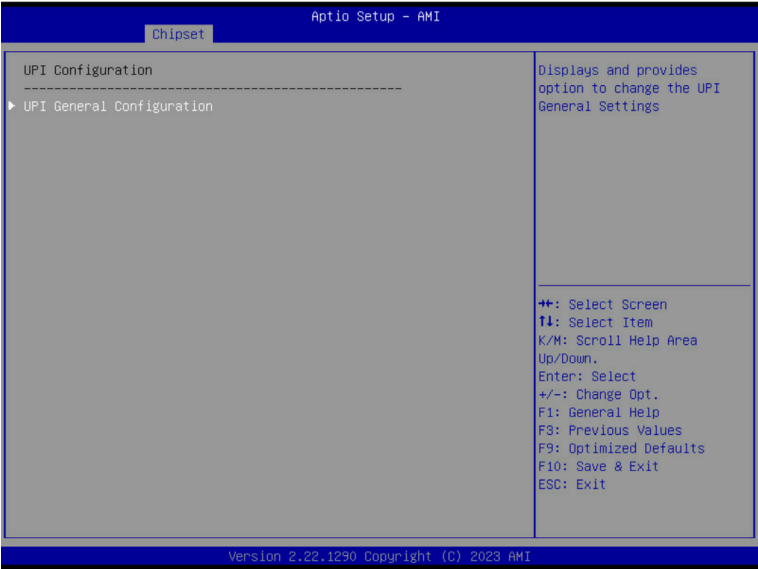 Aptio Setup – AMI
Chipset
UPI Configuration
--------------------------------------------------
▶ UPI General Configuration
Displays and provides
option to change the UPI
General Settings
→←: Select Screen
↑↓: Select Item
K/M: Scroll Help Area
Up/Down.
Enter: Select
+/-: Change Opt.
F1: General Help
F3: Previous Values
F9: Optimized Defaults
F10: Save & Exit
ESC: Exit
Version 2.22.1290 Copyright (C) 2023 AMI